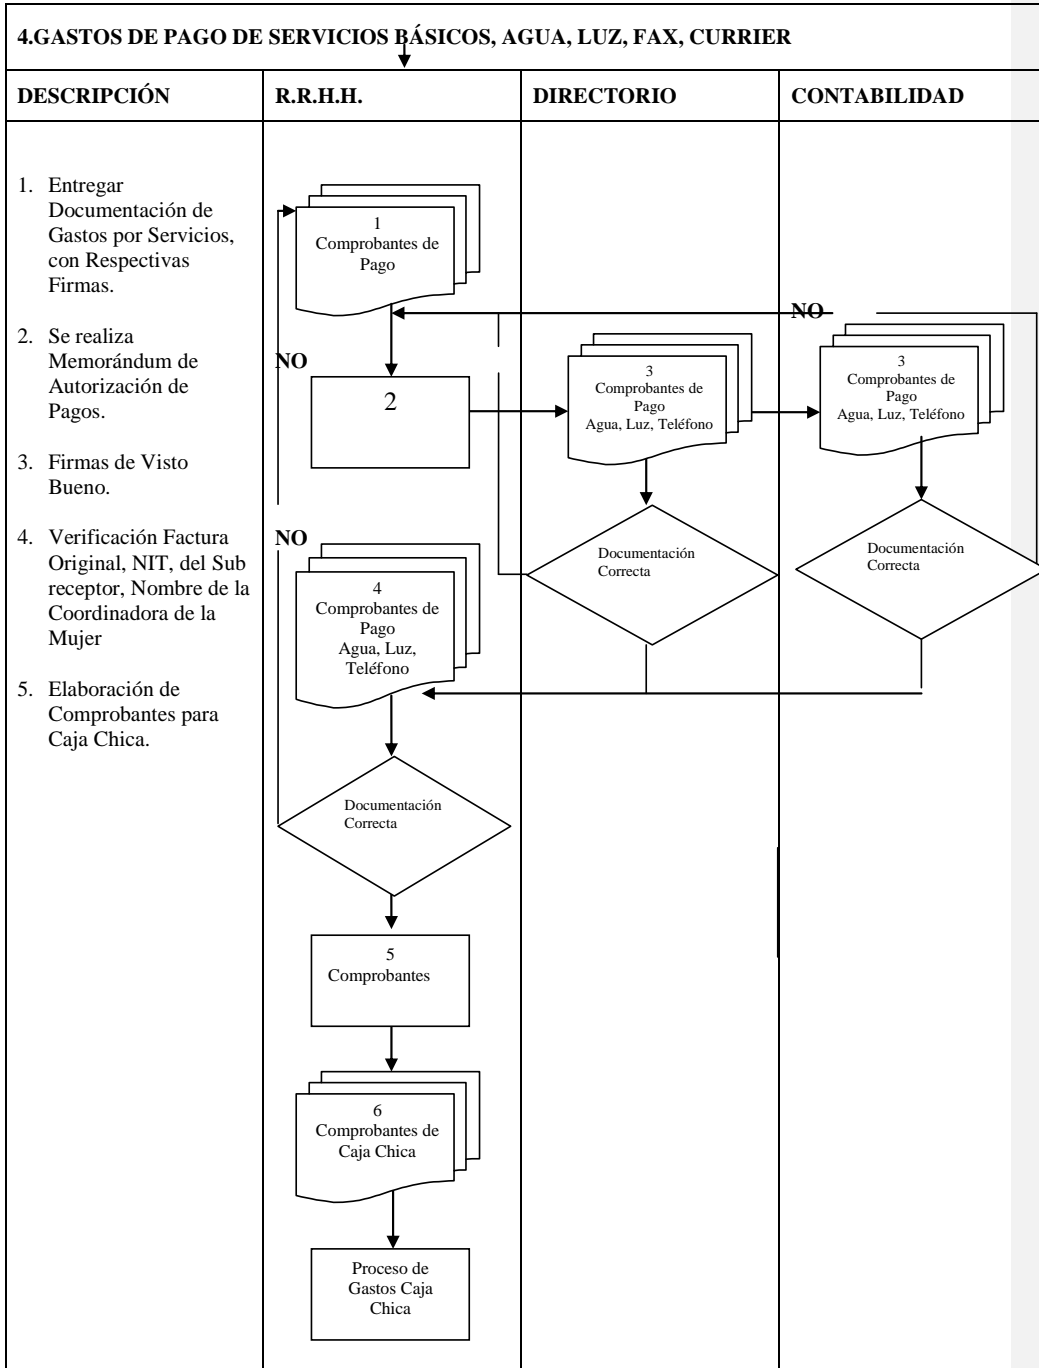 4.GASTOS DE PAGO DE SERVICIOS BÁSICOS, AGUA, LUZ, FAX, CURRIER
DESCRIPCIÓN
R.R.H.H.
DIRECTORIO
CONTABILIDAD
1. Entregar
Documentación de
Gastos por Servicios,
con Respectivas
Firmas.
2. Se realiza
Memorándum de
Autorización de
Pagos.
3. Firmas de Visto
Bueno.
4. Verificación Factura
Original, NIT, del Sub
receptor, Nombre de la
Coordinadora de la
Mujer
5. Elaboración de
Comprobantes para
Caja Chica.
1
Comprobantes de
Pago
NO
2
NO
4
Comprobantes de
Pago
Agua, Luz,
Teléfono
Documentación
Correcta
5
Comprobantes
6
Comprobantes de
Caja Chica
Proceso de
Gastos Caja
Chica
3
Comprobantes de
Pago
Agua, Luz, Teléfono
Documentación
Correcta
NO
3
Comprobantes de
Pago
Agua, Luz, Teléfono
Documentación
Correcta